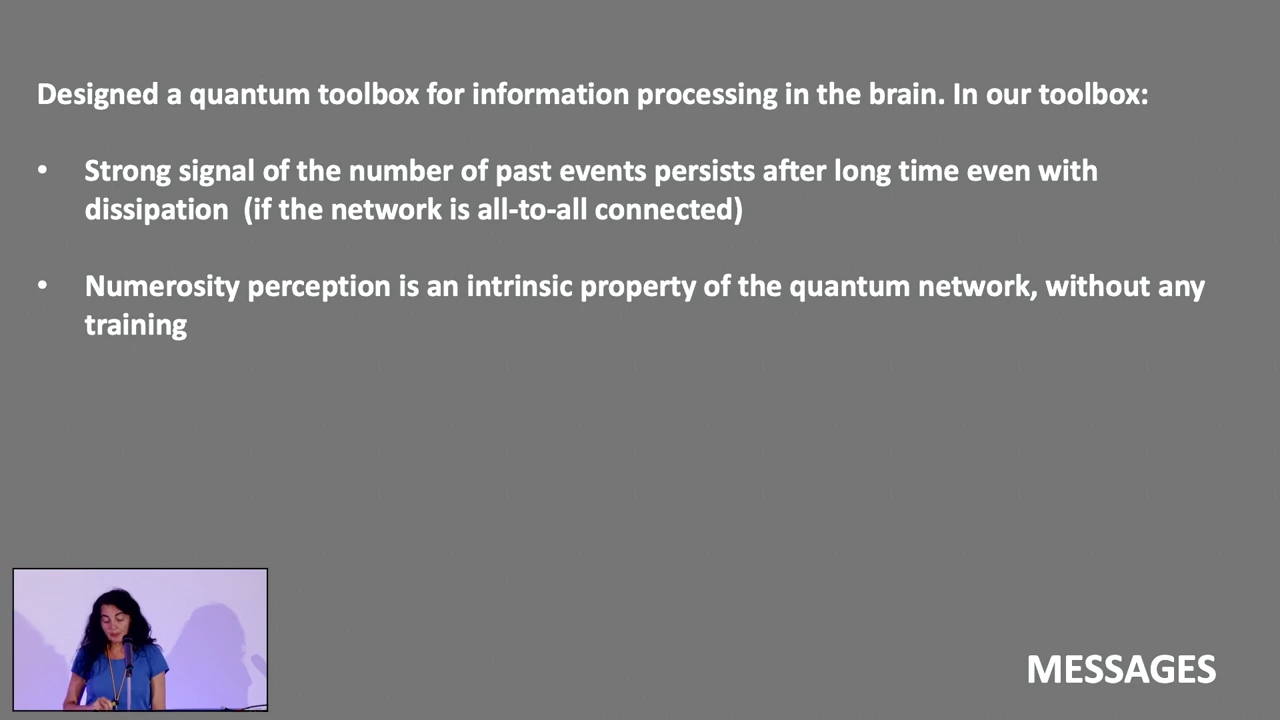 Designed a quantum toolbox for information processing in the brain. In our toolbox:
• Strong signal of the number of past events persists after long time even with
dissipation  (if the network is all-to-all connected)
• Numerosity perception is an intrinsic property of the quantum network, without any
training
MESSAGES